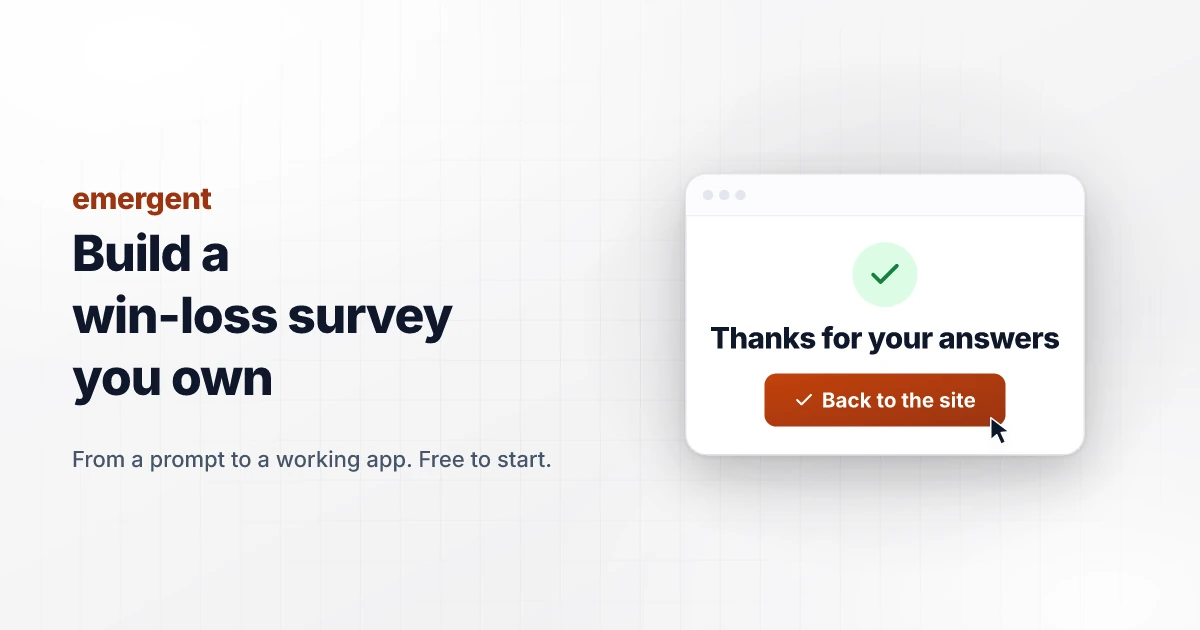 emergent
Build a
win-loss survey
you own
From a prompt to a working app. Free to start.
Thanks for your answers
Back to the site